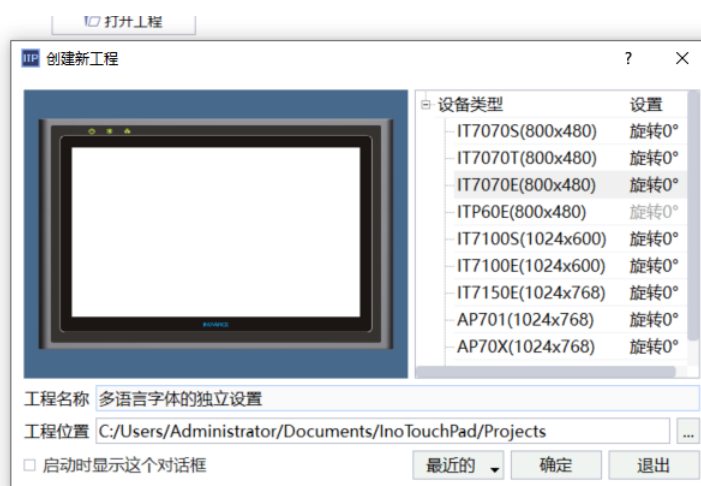 打开工程
ITP 创建新工程
设备类型 设置
IT7070S(800x480) 旋转0°
IT7070T(800x480) 旋转0°
IT7070E(800x480) 旋转0°
ITP60E(800x480) 旋转0°
IT7100S(1024x600) 旋转0°
IT7100E(1024x600) 旋转0°
IT7150E(1024x768) 旋转0°
AP701(1024x768) 旋转0°
AP70X(1024x768) 旋转0°
INOVANCE
工程名称 多语言字体的独立设置
工程位置 C:/Users/Administrator/Documents/InoTouchPad/Projects ...
启动时显示这个对话框 最近的 确定 退出